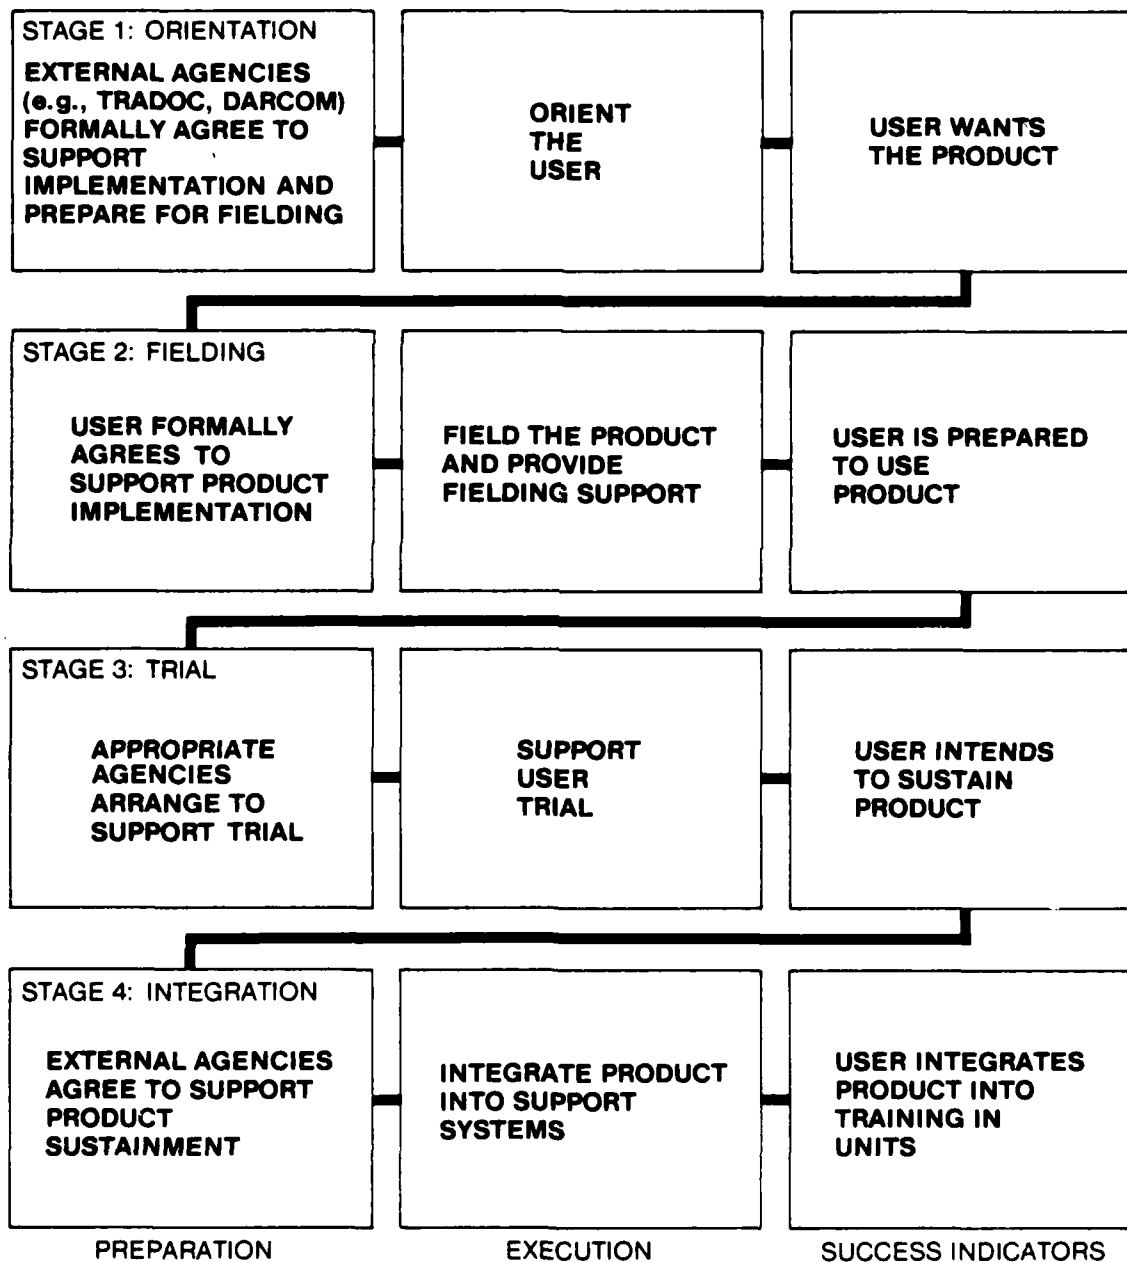 STAGE 1: ORIENTATION
EXTERNAL AGENCIES
(e.g., TRADOC, DARCOM)
FORMALLY AGREE TO
SUPPORT
IMPLEMENTATION AND
PREPARE FOR FIELDING
ORIENT
THE
USER
USER WANTS
THE PRODUCT
STAGE 2: FIELDING
USER FORMALLY
AGREES TO
SUPPORT PRODUCT
IMPLEMENTATION
FIELD THE PRODUCT
AND PROVIDE
FIELDING SUPPORT
USER IS PREPARED
TO USE
PRODUCT
STAGE 3: TRIAL
APPROPRIATE
AGENCIES
ARRANGE TO
SUPPORT TRIAL
SUPPORT
USER
TRIAL
USER INTENDS
TO SUSTAIN
PRODUCT
STAGE 4: INTEGRATION
EXTERNAL AGENCIES
AGREE TO SUPPORT
PRODUCT
SUSTAINMENT
INTEGRATE PRODUCT
INTO SUPPORT
SYSTEMS
USER INTEGRATES
PRODUCT INTO
TRAINING IN
UNITS
PREPARATION
EXECUTION
SUCCESS INDICATORS